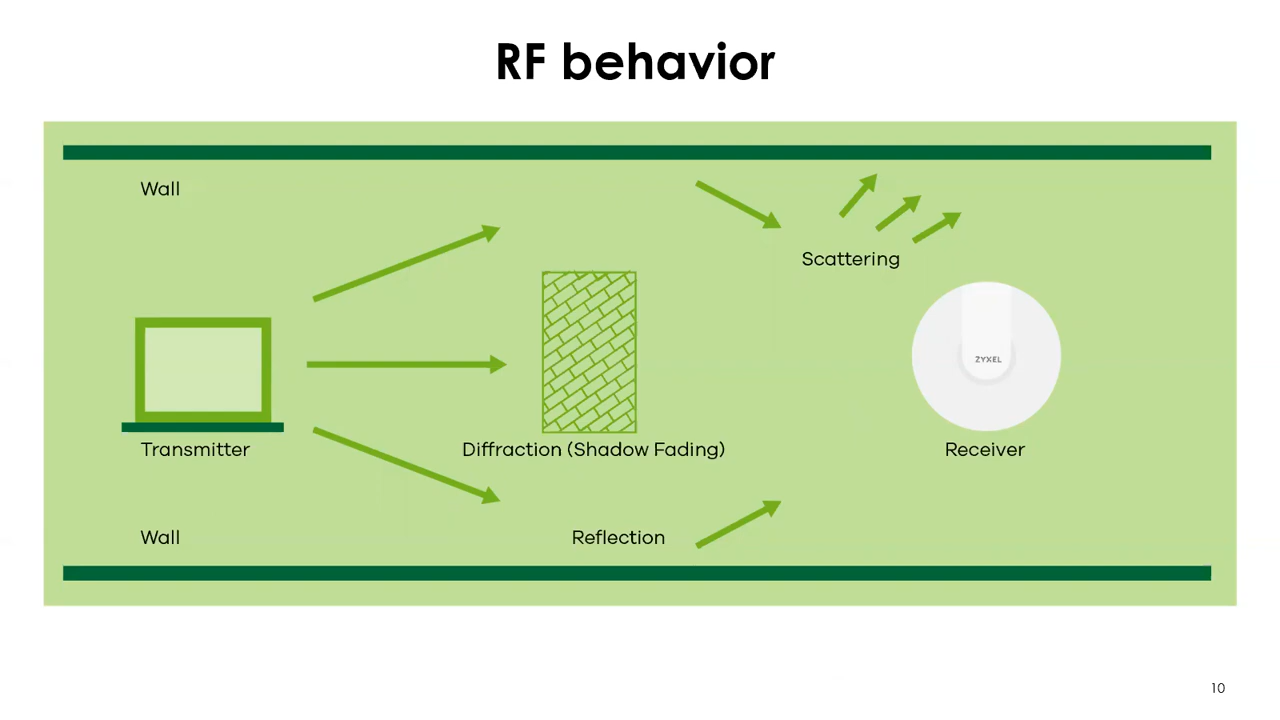 RF behavior
Wall
Scattering
ZYXEL
Transmitter
Diffraction (Shadow Fading)
Receiver
Wall
Reflection
10